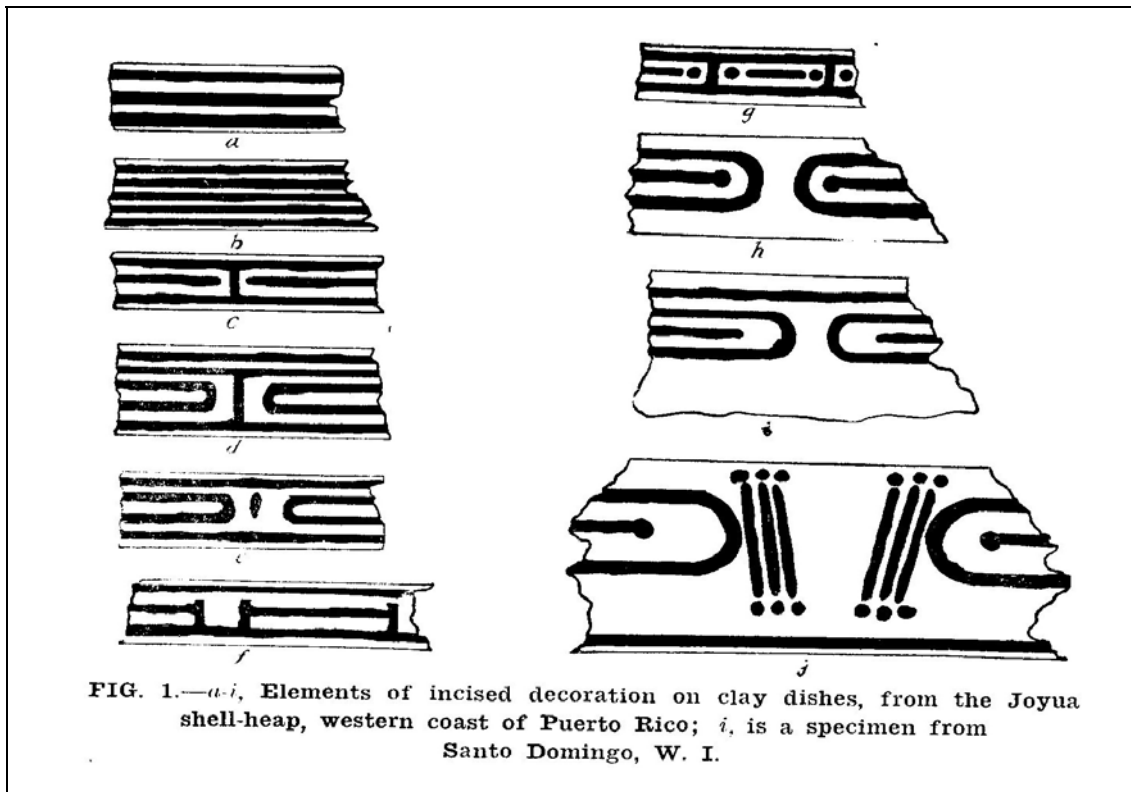 a
b
c
d
e
f
g
h
i
j
FIG. 1.—a-i, Elements of incised decoration on clay dishes, from the Joyua
shell-heap, western coast of Puerto Rico; i, is a specimen from
Santo Domingo, W. I.